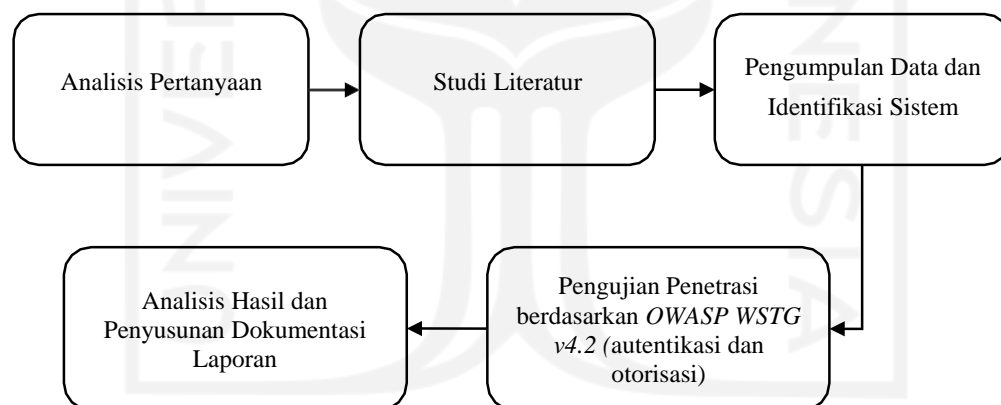 Analisis Pertanyaan
Studi Literatur
Pengumpulan Data dan
Identifikasi Sistem
Pengujian Penetrasi
berdasarkan OWASP WSTG
v4.2 (autentikasi dan
otorisasi)
Analisis Hasil dan
Penyusunan Dokumentasi
Laporan